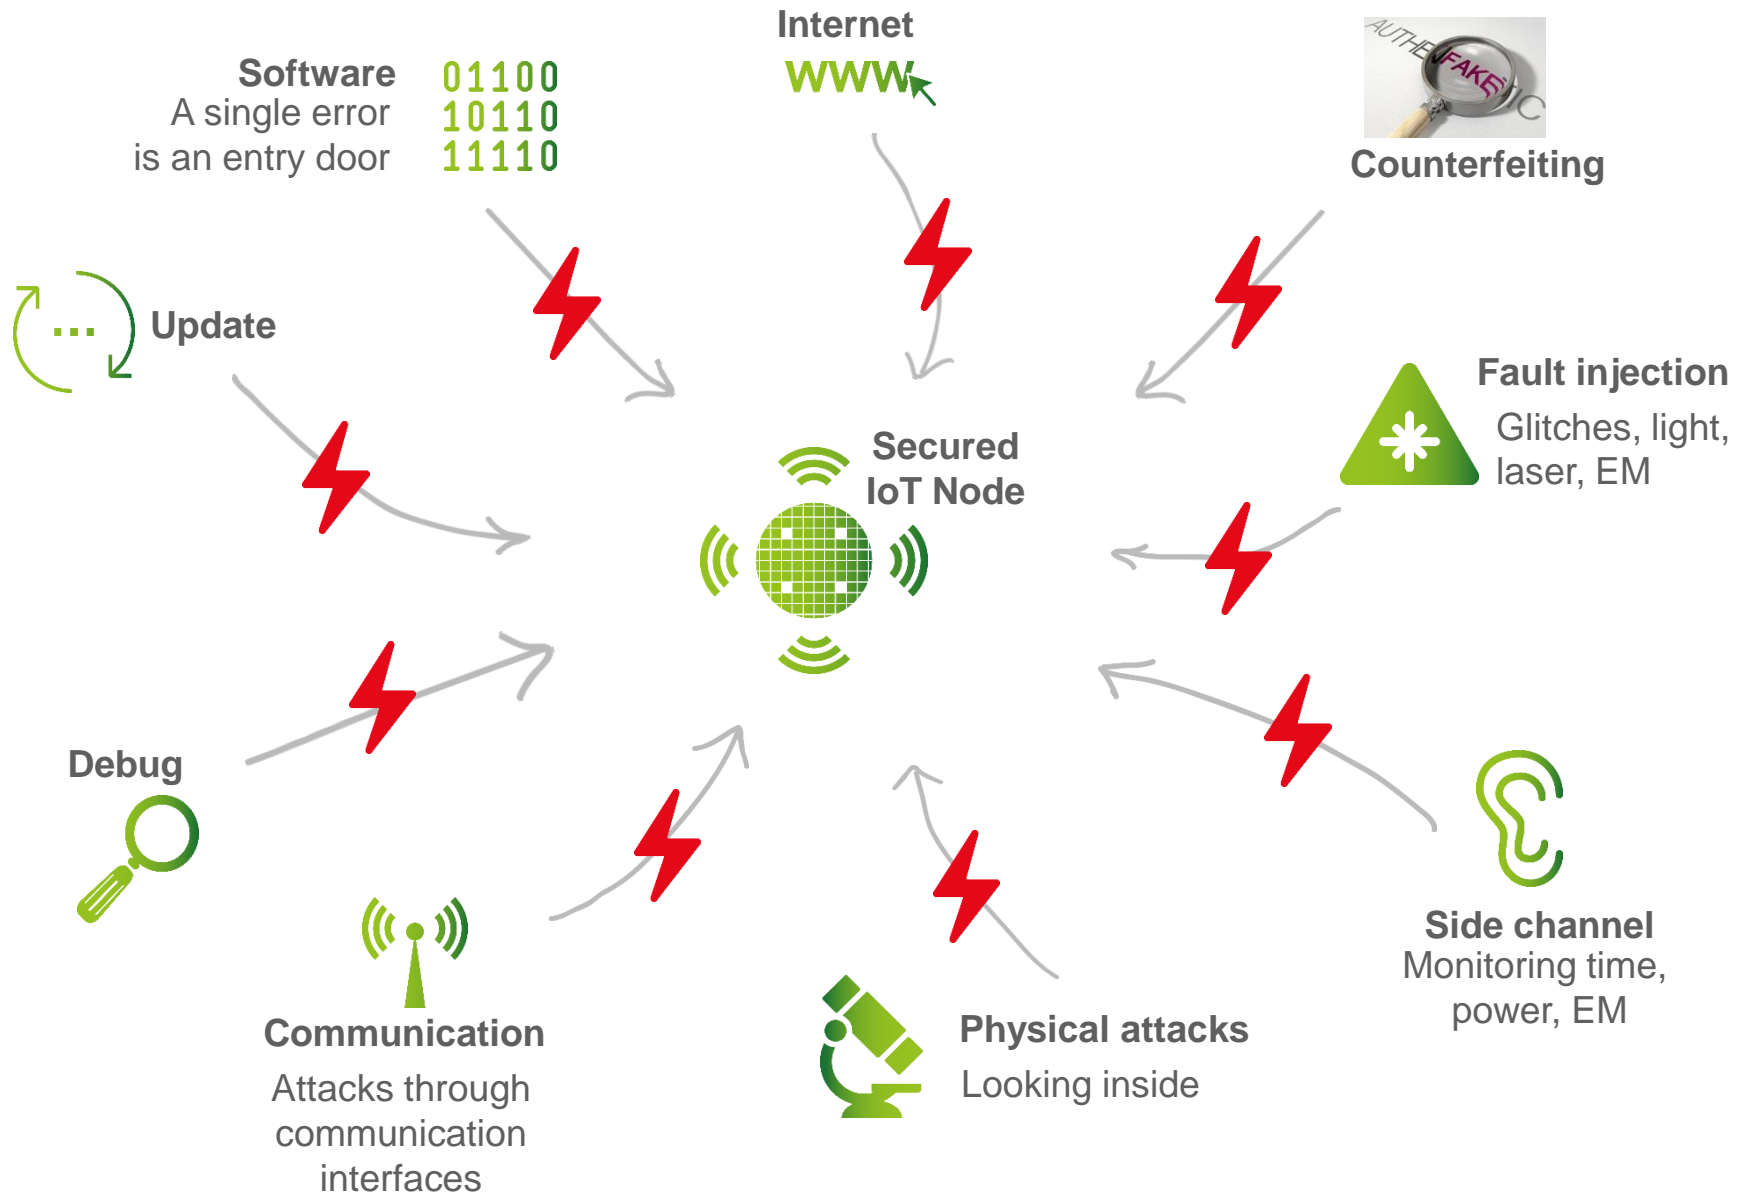 Internet
WWW
Software
A single error
is an entry door
01100
10110
11110
AUTHE
FAKE
IC
Counterfeiting
Update
Fault injection
Glitches, light,
laser, EM
Secured
IoT Node
Debug
Side channel
Monitoring time,
power, EM
Communication
Attacks through
communication
interfaces
Physical attacks
Looking inside